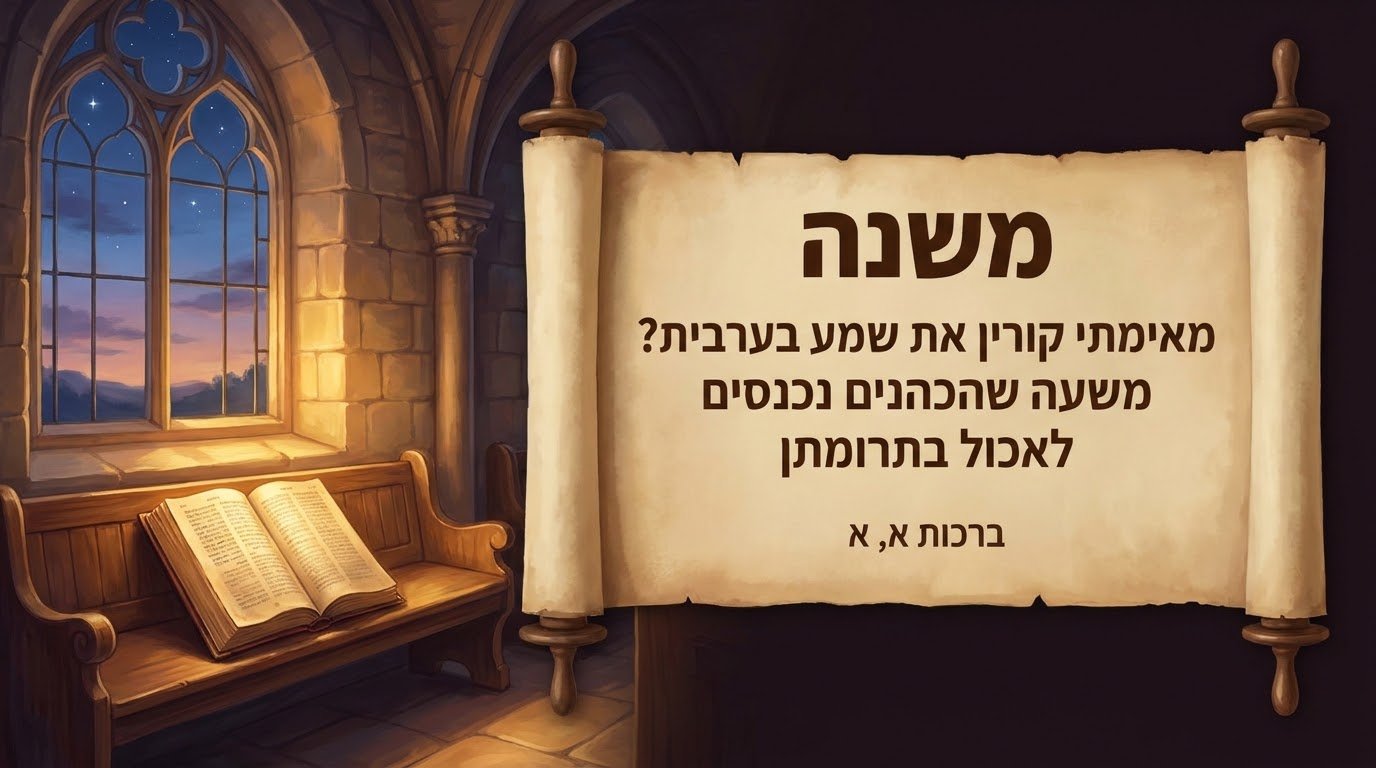 משנה
מאימתי קורין את שמע בערבית?
משעה שהכהנים נכנסים
לאכול בתרומתן
ברכות א, א